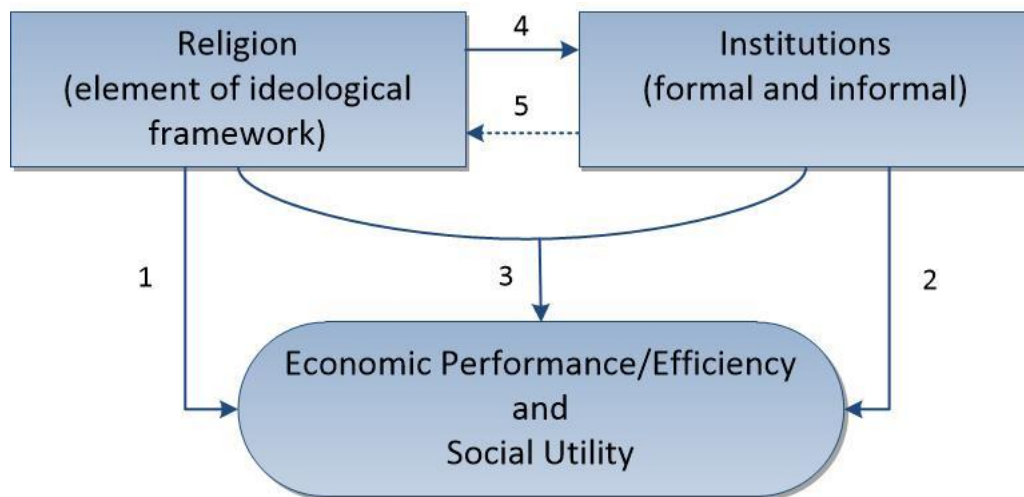 Religion
(element of ideological
framework)
4
Institutions
(formal and informal)
5
1
3
2
Economic Performance/Efficiency
and
Social Utility